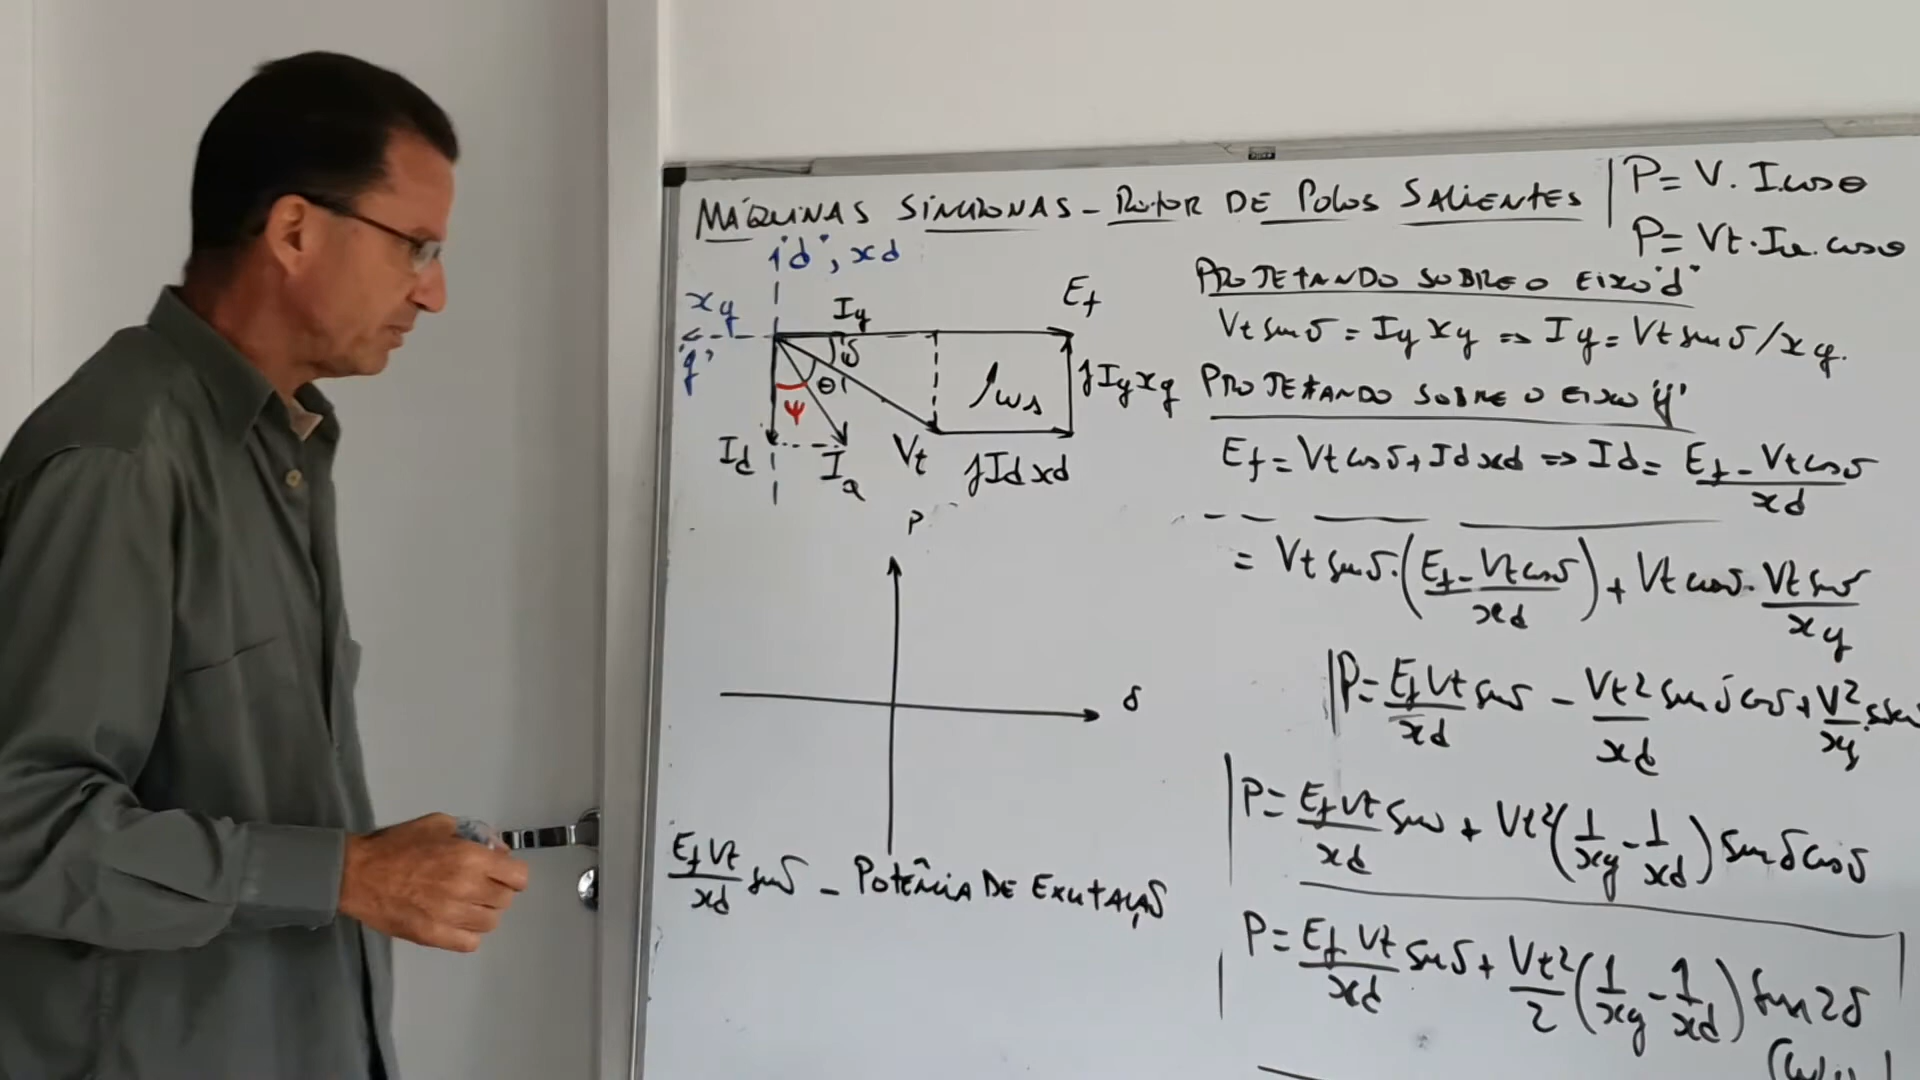 MÁQUINAS SÍNCRONAS - ROTOR DE POLOS SALIENTES
P = V. I.cosθ
P = Vt.Ia.cosθ
"d", xd
xq
"q"
Iq
Ef
δ
θ
ψ
ωs
jIqxq
Id
Ia
Vt
jIdxd
PROJETANDO SOBRE O EIXO "d"
Vt sen δ = Iq xq => Iq = Vt sen δ/xq.
PROJETANDO SOBRE O EIXO "q"
Ef = Vt cos δ + Id xd => Id = (Ef - Vt cos δ)/xd
= Vt sen δ.((Ef - Vt cos δ)/xd) + Vt cos δ. Vt sen δ/xq
P = Ef Vt/xd sen δ - Vt²/xd sen δ cos δ + V²/xq
P = Ef Vt/xd sen δ + Vt² (1/xq - 1/xd) sen δ cos δ
P = Ef Vt/xd sen δ + Vt²/2 (1/xq - 1/xd) sen 2δ
P
δ
Ef Vt/xd sen δ - POTÊNCIA DE EXCITAÇÃO